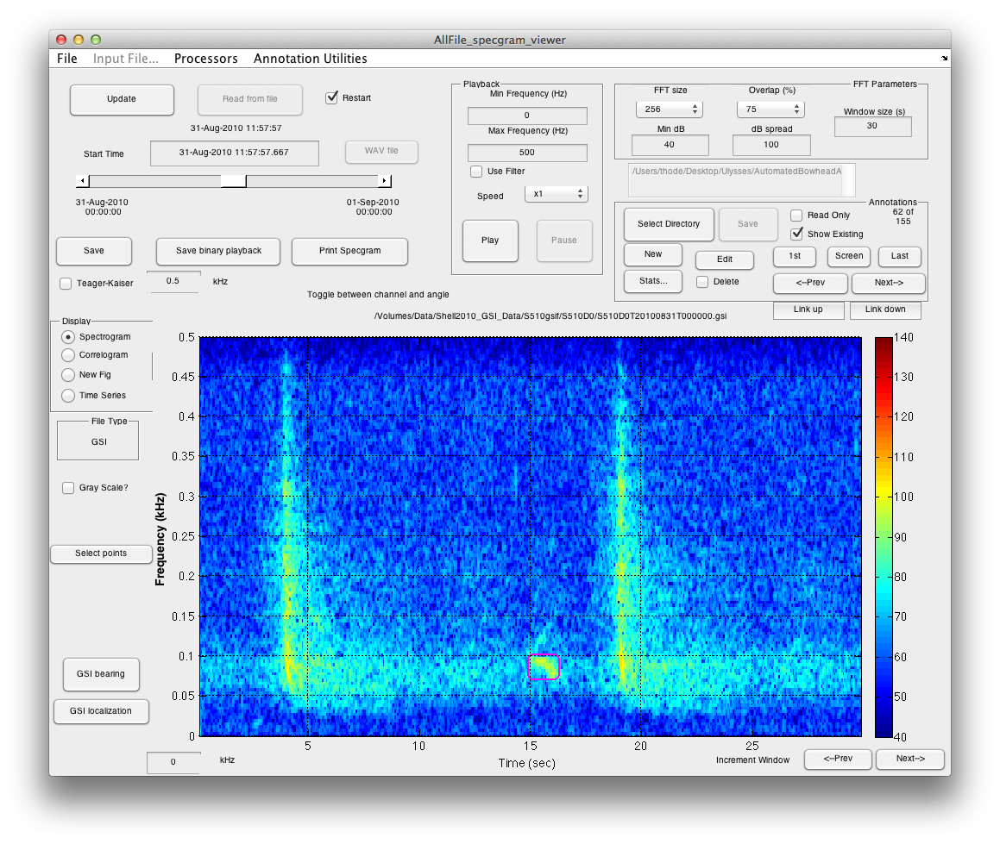 AllFile_specgram_viewer
File Input File... Processors Annotation Utilities
Update
Read from file
Restart
31-Aug-2010 11:57:57
Start Time
31-Aug-2010 11:57:57.667
WAV file
31-Aug-2010
00:00:00
01-Sep-2010
00:00:00
Save
Save binary playback
Print Specgram
Teager-Kaiser
0.5
kHz
Toggle between channel and angle
Playback
Min Frequency (Hz)
0
Max Frequency (Hz)
500
Use Filter
Speed
x1
Play
Pause
FFT Parameters
FFT size
256
Overlap (%)
75
Window size (s)
30
Min dB
40
dB spread
100
/Users/thode/Desktop/Ulysses/AutomatedBowheadA
Annotations
62 of
155
Select Directory
Save
Read Only
Show Existing
New
Edit
1st
Screen
Last
Stats...
Delete
<--Prev
Next-->
Link up
Link down
/Volumes/Data/Shell2010_GSI_Data/S510gsif/S510D0/S510D0T20100831T000000.gsi
Display
Spectrogram
Correlogram
New Fig
Time Series
File Type
GSI
Gray Scale?
Select points
GSI bearing
GSI localization
0
kHz
Frequency (kHz)
0.5
0.45
0.4
0.35
0.3
0.25
0.2
0.15
0.1
0.05
0
5 10 15 20 25
Time (sec)
140
130
120
110
100
90
80
70
60
50
40
Increment Window
<--Prev
Next-->